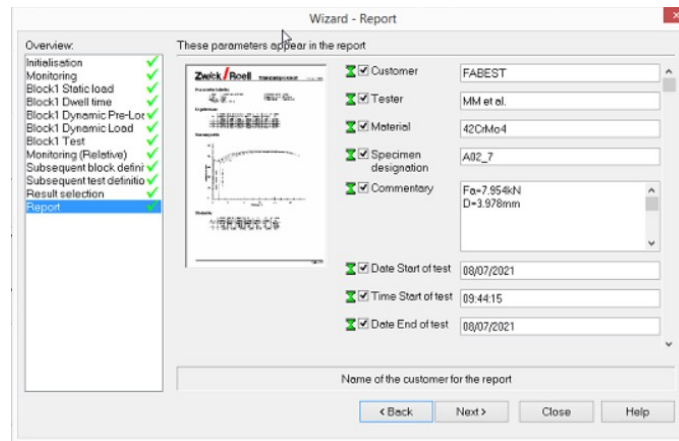 Wizard - Report
Overview:
Initialisation
Monitoring
Block1 Static load
Block1 Dwell time
Block1 Dynamic Pre-Loa
Block1 Dynamic Load
Block1 Test
Monitoring (Relative)
Subsequent block defini
Subsequent test definitio
Result selection
Report
These parameters appear in the report
Zwick / Roell
Customer
FABEST
Tester
MM et al.
Material
42CrMo4
Specimen
designation
A02_7
Commentary
Fa=7.954kN
D=3.978mm
Date Start of test
08/07/2021
Time Start of test
09:44:15
Date End of test
08/07/2021
Name of the customer for the report
< Back
Next >
Close
Help